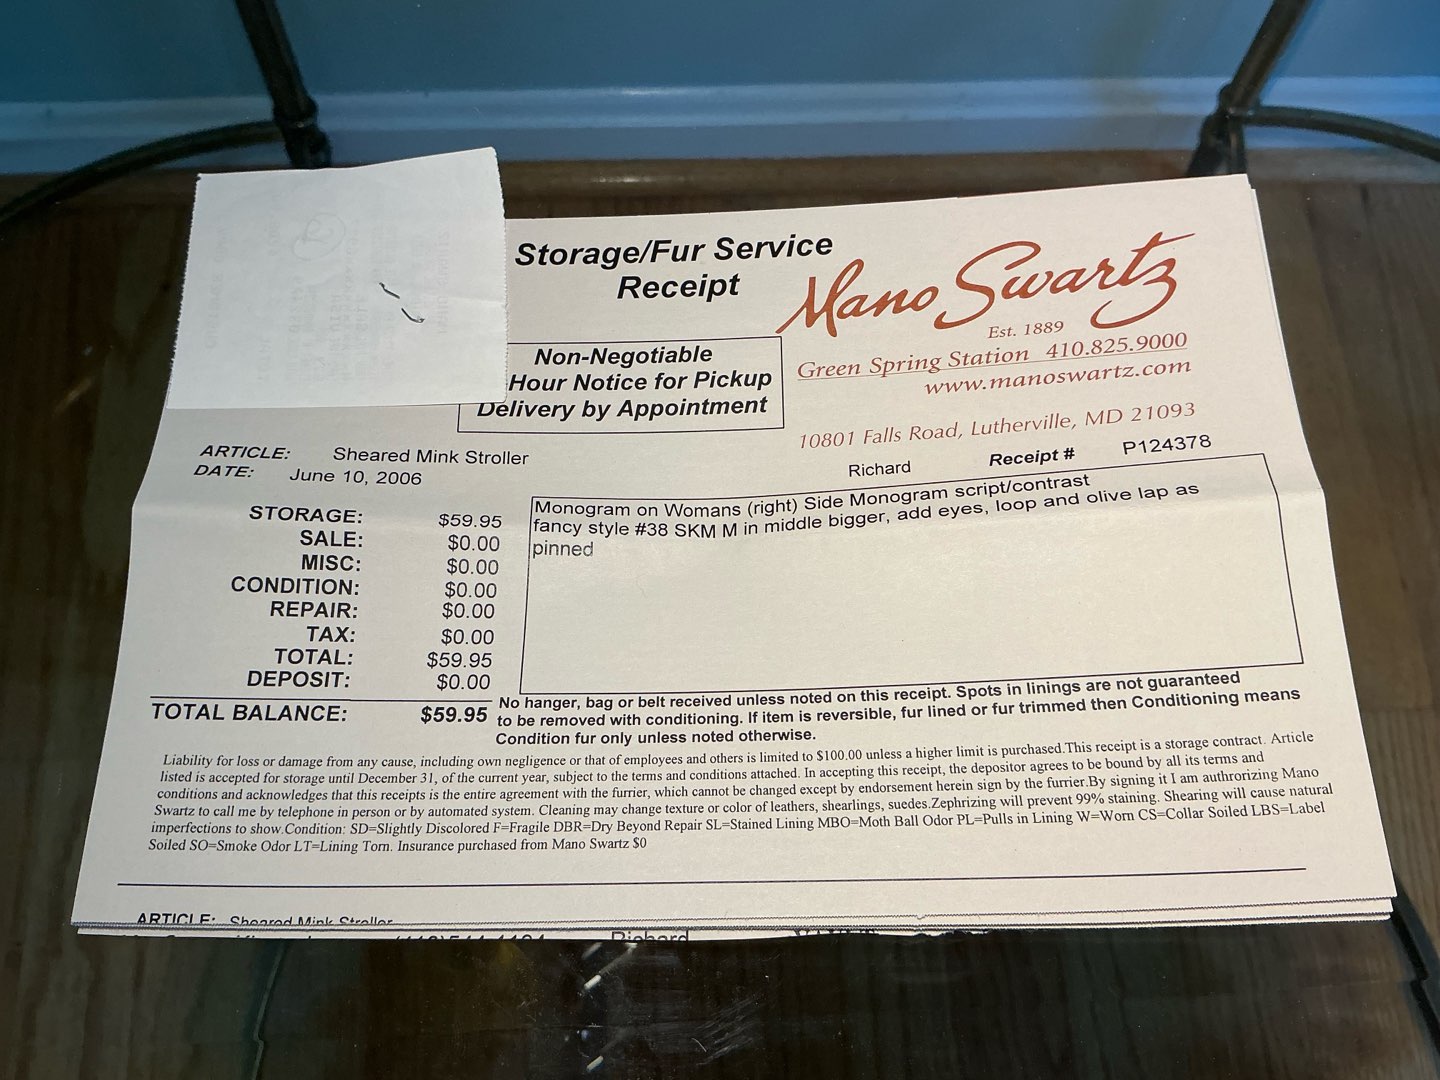 Storage/Fur Service
Receipt
Mano Swartz
Est. 1889
Green Spring Station 410.825.9000
www.manoswartz.com
10801 Falls Road, Lutherville, MD 21093
Non-Negotiable
Hour Notice for Pickup
Delivery by Appointment
ARTICLE: Sheared Mink Stroller
DATE: June 10, 2006
Richard Receipt # P124378
STORAGE: $59.95
SALE: $0.00
MISC: $0.00
CONDITION: $0.00
REPAIR: $0.00
TAX: $0.00
TOTAL: $59.95
DEPOSIT: $0.00
TOTAL BALANCE: $59.95
Monogram on Womans (right) Side Monogram script/contrast
fancy style #38 SKM M in middle bigger, add eyes, loop and olive lap as
pinned
No hanger, bag or belt received unless noted on this receipt. Spots in linings are not guaranteed
to be removed with conditioning. If item is reversible, fur lined or fur trimmed then Conditioning means
Condition fur only unless noted otherwise.
Liability for loss or damage from any cause, including own negligence or that of employees and others is limited to $100.00 unless a higher limit is purchased.This receipt is a storage contract. Article
listed is accepted for storage until December 31, of the current year, subject to the terms and conditions attached. In accepting this receipt, the depositor agrees to be bound by all its terms and
conditions and acknowledges that this receipts is the entire agreement with the furrier, which cannot be changed except by endorsement herein sign by the furrier.By signing it I am authrorizing Mano
Swartz to call me by telephone in person or by automated system. Cleaning may change texture or color of leathers, shearlings, suedes.Zephrizing will prevent 99% staining. Shearing will cause natural
imperfections to show.Condition: SD=Slightly Discolored F=Fragile DBR=Dry Beyond Repair SL=Stained Lining MBO=Moth Ball Odor PL=Pulls in Lining W=Worn CS=Collar Soiled LBS=Label
Soiled SO=Smoke Odor LT=Lining Torn. Insurance purchased from Mano Swartz $0
ARTICLE: Sheared Mink Stroller
Richard